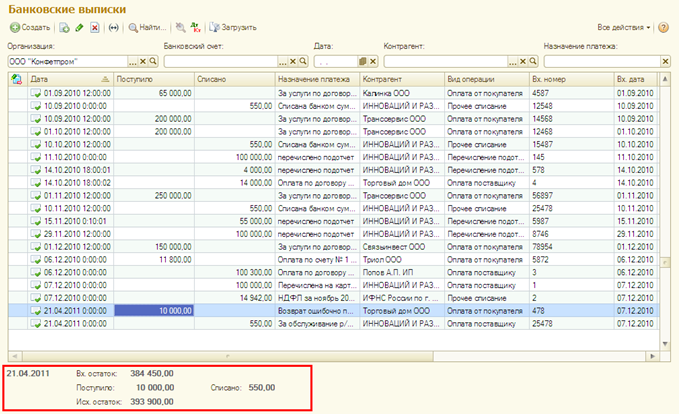 Банковские выписки
Создать Найти... Загрузить Все действия
Организация: Банковский счет: Дата: Контрагент: Назначение платежа:
ООО "Конфетпром" ... . .
Дата Поступило Списано Назначение платежа Контрагент Вид операции Вх. номер Вх. дата
01.09.2010 12:00:00 65 000,00 За услуги по договор... Калинка ООО Оплата от покупателя 4587 01.09.2010
10.09.2010 0:00:00 550,00 Списана банком сум... ИННОВАЦИЙ И РАЗ... Прочее списание 12548 10.09.2010
10.09.2010 12:00:00 200 000,00 За услуги по договор... Транссервис ООО Оплата от покупателя 14568 10.09.2010
01.10.2010 12:00:00 200 000,00 За услуги по договор... Транссервис ООО Оплата от покупателя 12468 01.10.2010
10.10.2010 12:00:00 550,00 Списана банком сум... ИННОВАЦИЙ И РАЗ... Прочее списание 15487 10.10.2010
11.10.2010 0:00:00 100 000,00 перечислено подотчет ИННОВАЦИЙ И РАЗ... Перечисление подот... 145 11.10.2010
14.10.2010 18:00:01 4 000,00 перечислено подотчет ИННОВАЦИЙ И РАЗ... Перечисление подот... 578 14.10.2010
14.10.2010 18:00:02 14 000,00 Оплата по договору ... Торговый дом ООО Оплата поставщику 4 14.10.2010
01.11.2010 12:00:00 250 000,00 За услуги по договор... Транссервис ООО Оплата от покупателя 56897 01.11.2010
10.11.2010 12:00:00 550,00 Списана банком сум... ИННОВАЦИЙ И РАЗ... Прочее списание 25478 10.11.2010
15.11.2010 0:10:01 55 000,00 перечислено подотчет ИННОВАЦИЙ И РАЗ... Перечисление подот... 5987 15.11.2010
29.11.2010 12:00:00 100 000,00 перечислено подотчет ИННОВАЦИЙ И РАЗ... Перечисление подот... 8746 29.11.2010
01.12.2010 12:00:00 150 000,00 За услуги по договор... Связьинвест ООО Оплата от покупателя 78954 01.12.2010
06.12.2010 0:00:00 11 800,00 Оплата по счету № 1 ... Триол ООО Оплата от покупателя 5872 06.12.2010
06.12.2010 0:00:00 100 300,00 Оплата по договору ... Попов А.П. ИП Оплата поставщику 3 06.12.2010
07.12.2010 0:00:00 100 000,00 Перечислена на карт... ИННОВАЦИЙ И РАЗ... Оплата поставщику 1 07.12.2010
07.12.2010 0:00:00 14 942,00 НДФЛ за ноябрь 20... ИФНС России по г. ... Прочее списание 2 07.12.2010
21.04.2011 0:00:00 10 000,00 Возврат ошибочно п... Торговый дом ООО Оплата от покупателя 478 07.12.2010
21.04.2011 0:00:00 550,00 За обслуживание р/... ИННОВАЦИЙ И РАЗ... Оплата поставщику 25478 07.12.2010
21.04.2011 Вх. остаток: 384 450,00
Поступило: 10 000,00 Списано: 550,00
Исх. остаток: 393 900,00